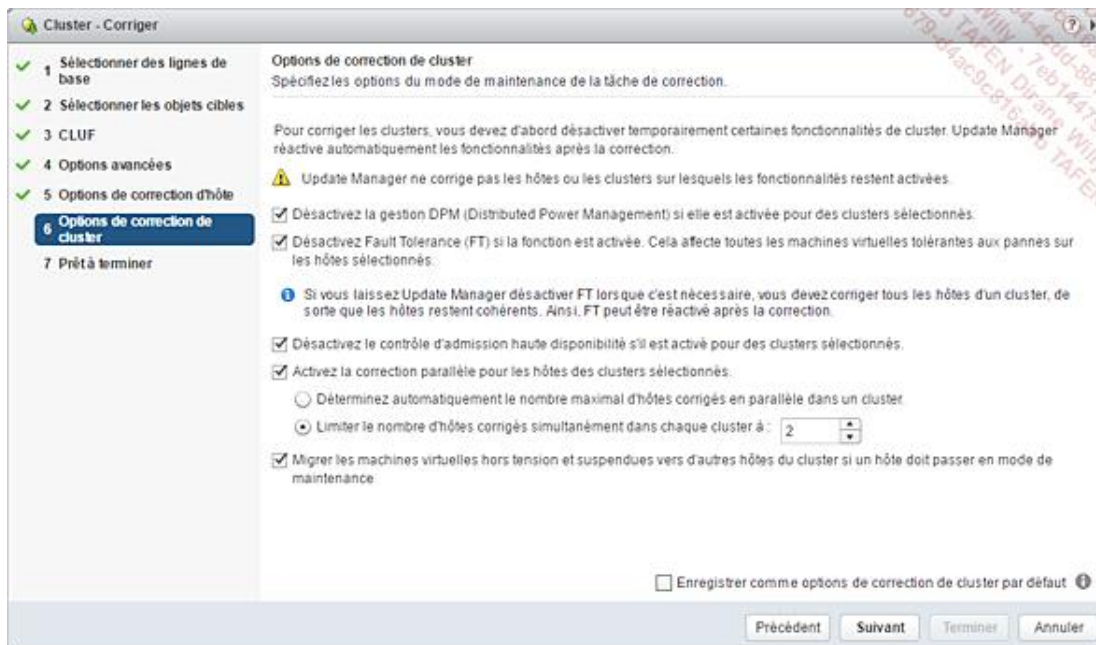 Cluster - Corriger
1 Sélectionner des lignes de
base
2 Sélectionner les objets cibles
3 CLUF
4 Options avancées
5 Options de correction d'hôte
6 Options de correction de
cluster
7 Prêt à terminer
Options de correction de cluster
Spécifiez les options du mode de maintenance de la tâche de correction.
Pour corriger les clusters, vous devez d'abord désactiver temporairement certaines fonctionnalités de cluster. Update Manager
réactive automatiquement les fonctionnalités après la correction.
Update Manager ne corrige pas les hôtes ou les clusters sur lesquels les fonctionnalités restent activées.
Désactivez la gestion DPM (Distributed Power Management) si elle est activée pour des clusters sélectionnés.
Désactivez Fault Tolerance (FT) si la fonction est activée. Cela affecte toutes les machines virtuelles tolérantes aux pannes sur
les hôtes sélectionnés.
Si vous laissez Update Manager désactiver FT lorsque c'est nécessaire, vous devez corriger tous les hôtes d'un cluster, de
sorte que les hôtes restent cohérents. Ainsi, FT peut être réactivé après la correction.
Désactivez le contrôle d'admission haute disponibilité s'il est activé pour des clusters sélectionnés.
Activez la correction parallèle pour les hôtes des clusters sélectionnés.
Déterminez automatiquement le nombre maximal d'hôtes corrigés en parallèle dans un cluster
Limiter le nombre d'hôtes corrigés simultanément dans chaque cluster à : 2
Migrer les machines virtuelles hors tension et suspendues vers d'autres hôtes du cluster si un hôte doit passer en mode de
maintenance
Enregistrer comme options de correction de cluster par défaut
Précédent Suivant Terminer Annuler